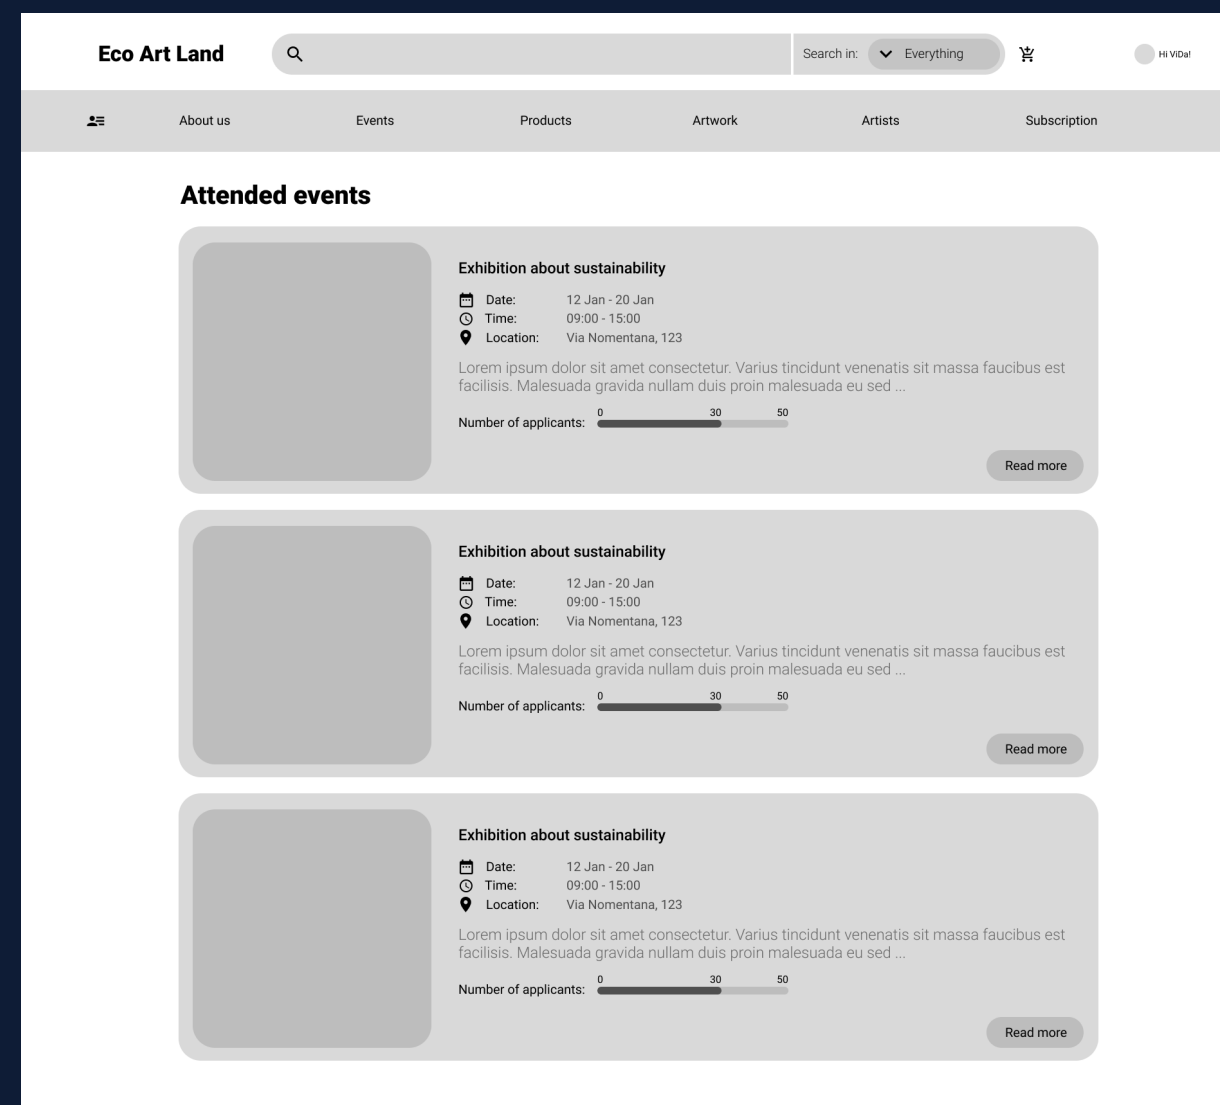 Eco Art Land
Search in:
Everything
Hi ViDa!
About us
Events
Products
Artwork
Artists
Subscription
Attended events
Exhibition about sustainability
Date: 12 Jan - 20 Jan
Time: 09:00 - 15:00
Location: Via Nomentana, 123
Lorem ipsum dolor sit amet consectetur. Varius tincidunt venenatis sit massa faucibus est
facilisis. Malesuada gravida nullam duis proin malesuada eu sed ...
Number of applicants: 0 30 50
Read more
Exhibition about sustainability
Date: 12 Jan - 20 Jan
Time: 09:00 - 15:00
Location: Via Nomentana, 123
Lorem ipsum dolor sit amet consectetur. Varius tincidunt venenatis sit massa faucibus est
facilisis. Malesuada gravida nullam duis proin malesuada eu sed ...
Number of applicants: 0 30 50
Read more
Exhibition about sustainability
Date: 12 Jan - 20 Jan
Time: 09:00 - 15:00
Location: Via Nomentana, 123
Lorem ipsum dolor sit amet consectetur. Varius tincidunt venenatis sit massa faucibus est
facilisis. Malesuada gravida nullam duis proin malesuada eu sed ...
Number of applicants: 0 30 50
Read more